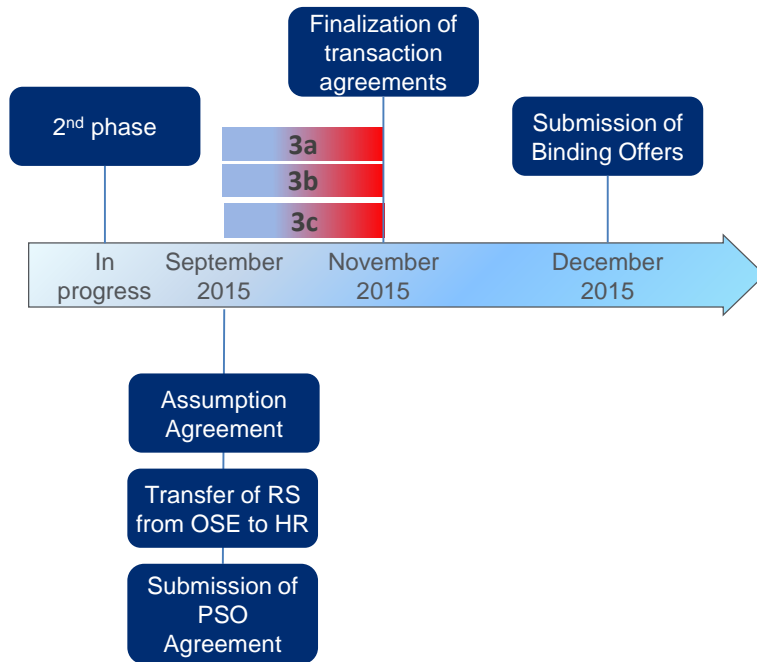 Finalization of
transaction
agreements
2nd phase
Submission of
Binding Offers
3a
3b
3c
In
progress
September
2015
November
2015
December
2015
Assumption
Agreement
Transfer of RS
from OSE to HR
Submission of
PSO
Agreement